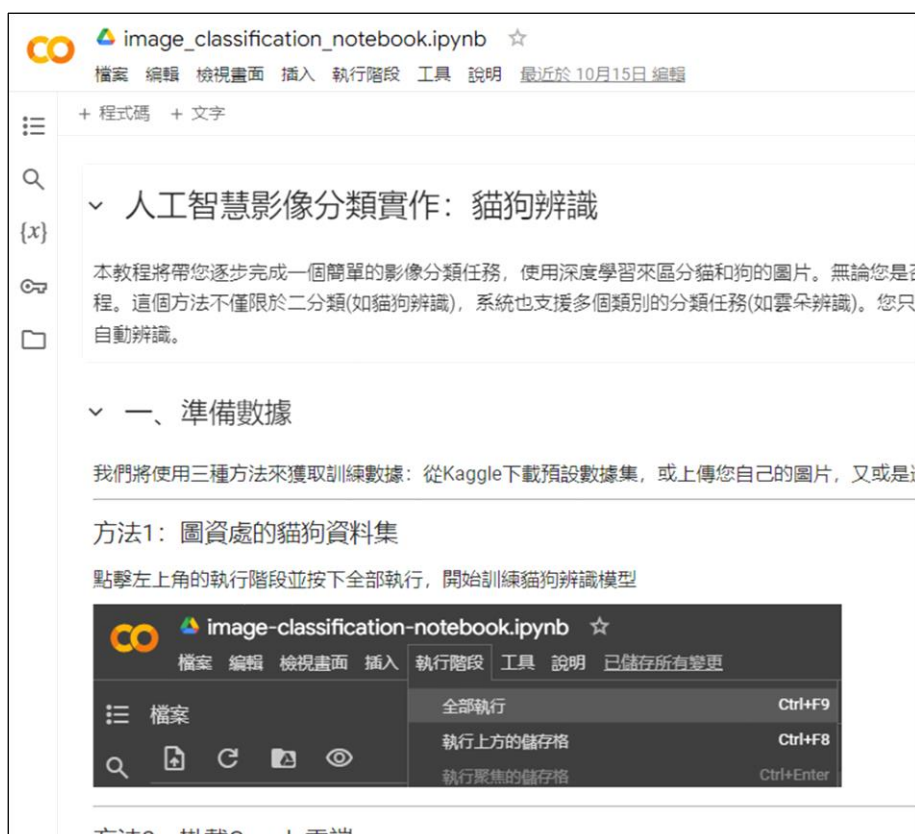 image_classification_notebook.ipynb
檔案 編輯 檢視畫面 插入 執行階段 工具 說明 最近於 10月15日 編輯
+ 程式碼 + 文字
人工智慧影像分類實作：貓狗辨識
{x}
本教程將帶您逐步完成一個簡單的影像分類任務，使用深度學習來區分貓和狗的圖片。無論您是否
程。這個方法不僅限於二分類(如貓狗辨識)，系統也支援多個類別的分類任務(如雲朵辨識)。您只
自動辨識。
一、準備數據
我們將使用三種方法來獲取訓練數據：從Kaggle下載預設數據集，或上傳您自己的圖片，又或是
方法1：圖資處的貓狗資料集
點擊左上角的執行階段並按下全部執行，開始訓練貓狗辨識模型
image-classification-notebook.ipynb
檔案 編輯 檢視畫面 插入 執行階段 工具 說明 已儲存所有變更
檔案
全部執行 Ctrl+F9
執行上方的儲存格 Ctrl+F8
執行聚焦的儲存格 Ctrl+Enter